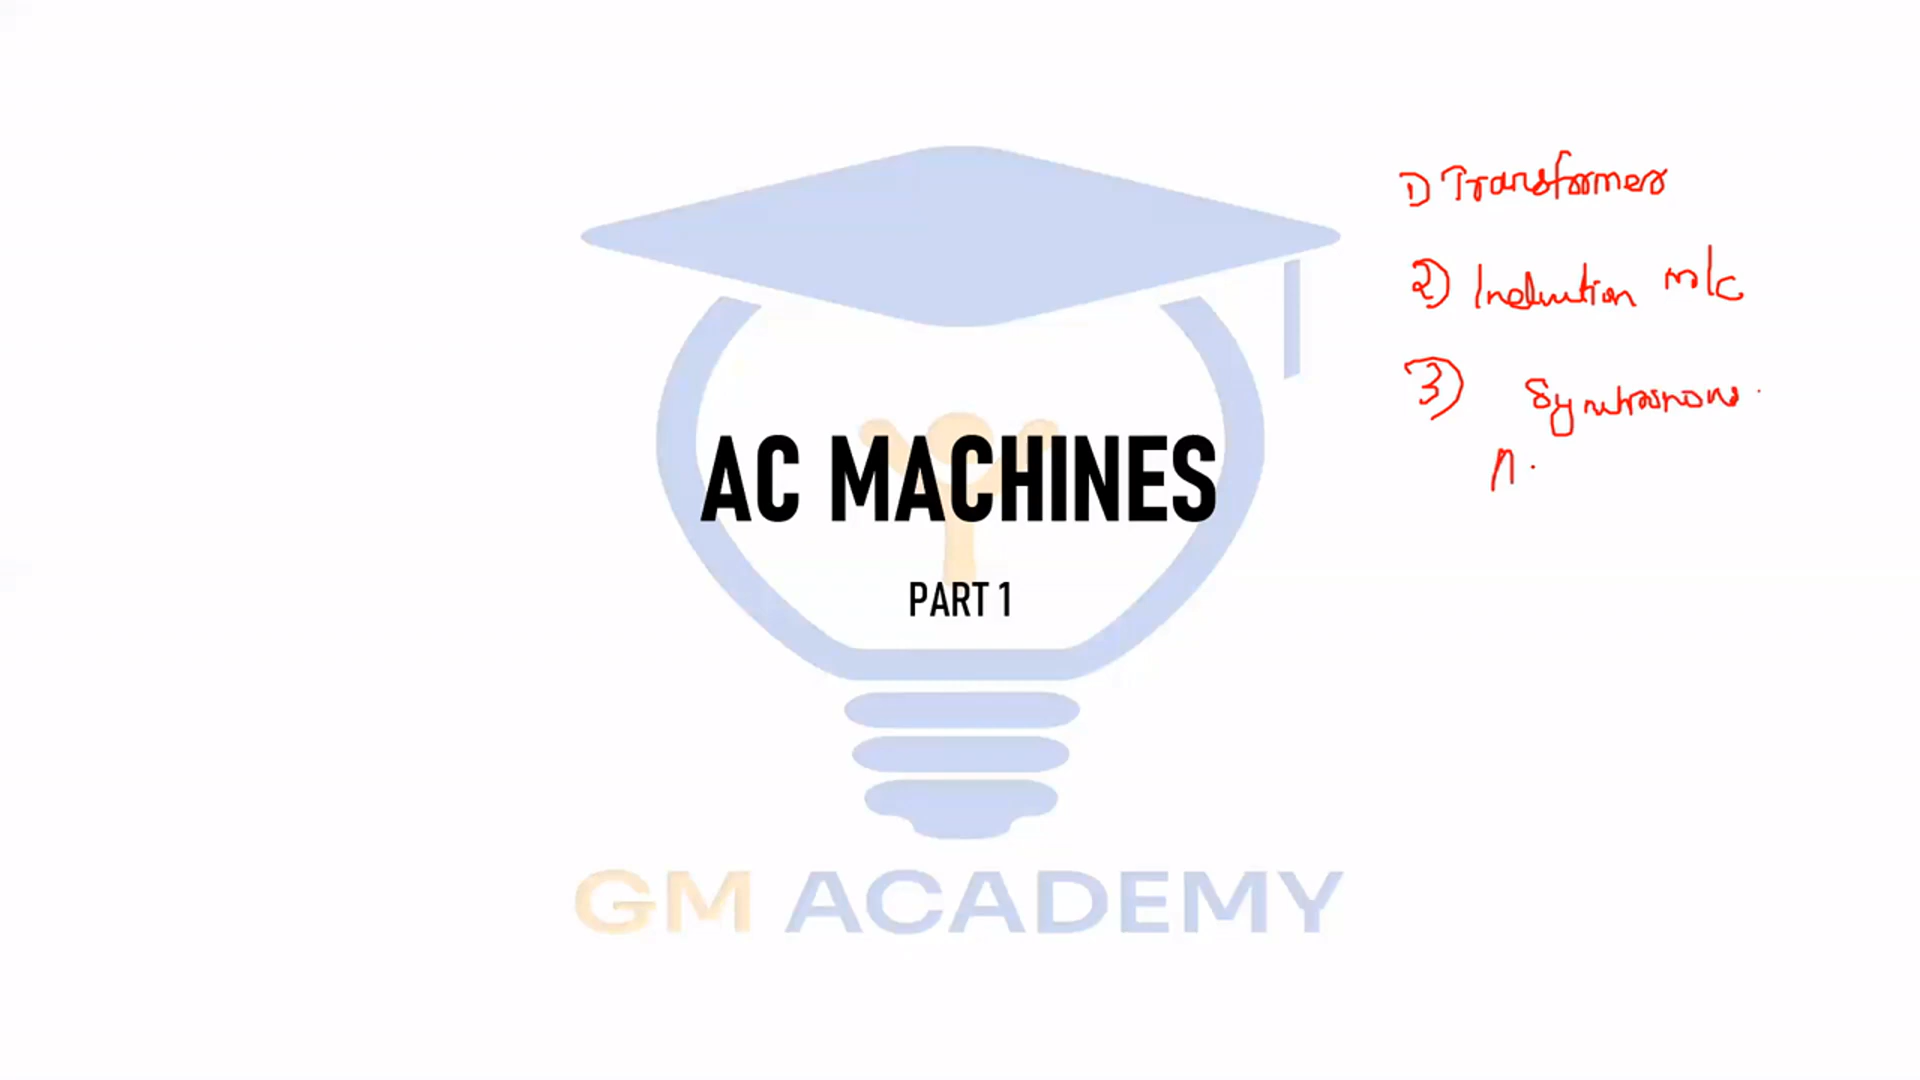 AC MACHINES
PART 1
GM ACADEMY
1) Transformer
2) Induction m/c
3) Synchronous